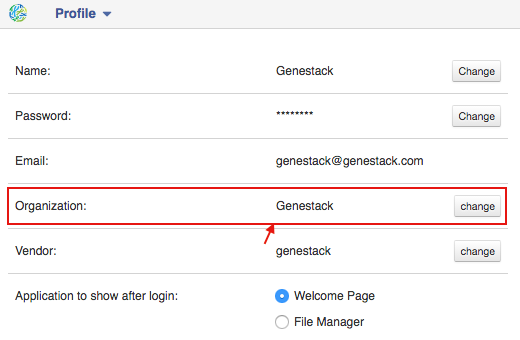 Profile
Name: Genestack Change
Password: ******** Change
Email: genestack@genestack.com
Organization: Genestack change
Vendor: genestack change
Application to show after login: Welcome Page
File Manager